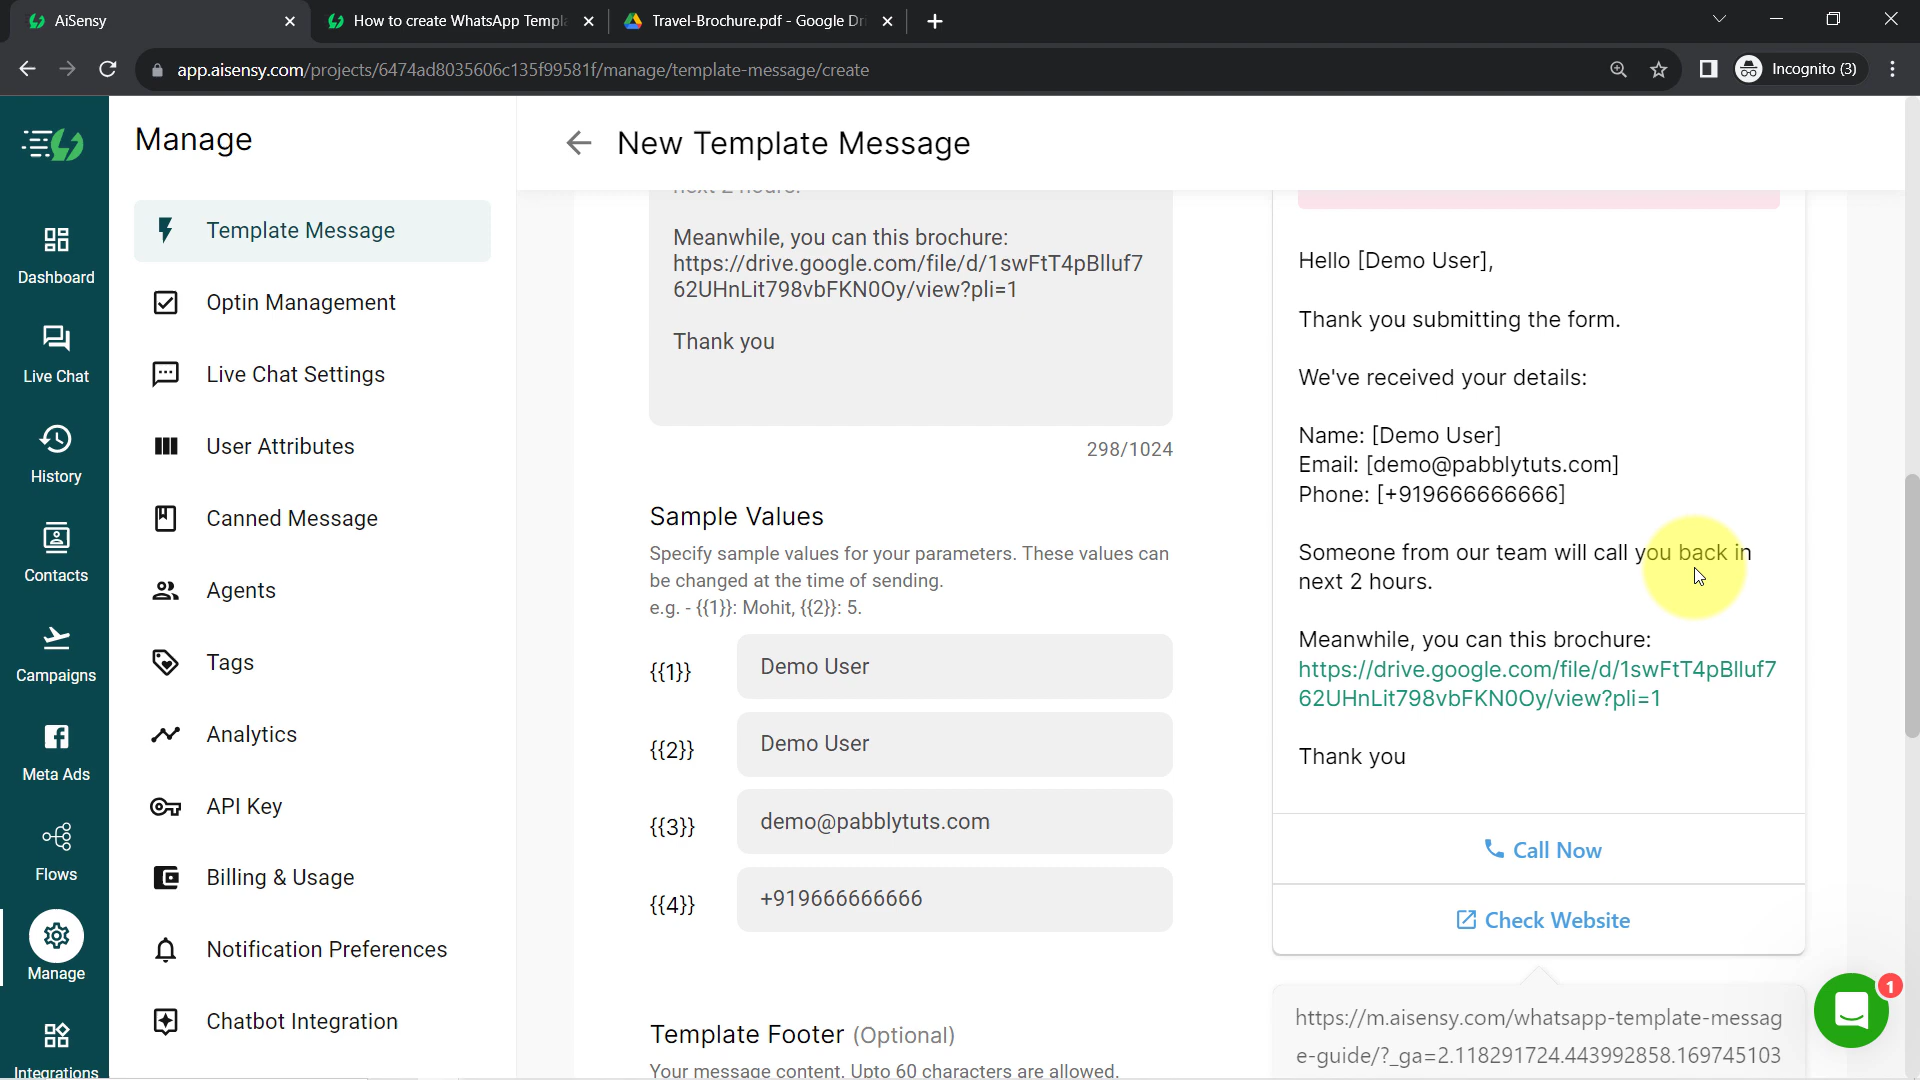 AiSensy
How to create WhatsApp Templa
Travel-Brochure.pdf - Google Dri
app.aisensy.com/projects/6474ad8035606c135f99581f/manage/template-message/create
Incognito (3)
Dashboard
Live Chat
History
Contacts
Campaigns
Meta Ads
Flows
Manage
Integrations
Manage
Template Message
Optin Management
Live Chat Settings
User Attributes
Canned Message
Agents
Tags
Analytics
API Key
Billing & Usage
Notification Preferences
Chatbot Integration
New Template Message
next 2 hours.
Meanwhile, you can this brochure:
https://drive.google.com/file/d/1swFtT4pBlluf7
62UHnLit798vbFKN0Oy/view?pli=1
Thank you
298/1024
Sample Values
Specify sample values for your parameters. These values can
be changed at the time of sending.
e.g. - {{1}}: Mohit, {{2}}: 5.
{{1}} Demo User
{{2}} Demo User
{{3}} demo@pabblytuts.com
{{4}} +919666666666
Template Footer (Optional)
Your message content. Upto 60 characters are allowed.
Hello [Demo User],
Thank you submitting the form.
We've received your details:
Name: [Demo User]
Email: [demo@pabblytuts.com]
Phone: [+919666666666]
Someone from our team will call you back in
next 2 hours.
Meanwhile, you can this brochure:
https://drive.google.com/file/d/1swFtT4pBlluf7
62UHnLit798vbFKN0Oy/view?pli=1
Thank you
Call Now
Check Website
https://m.aisensy.com/whatsapp-template-messag
e-guide/?_ga=2.118291724.443992858.169745103
1